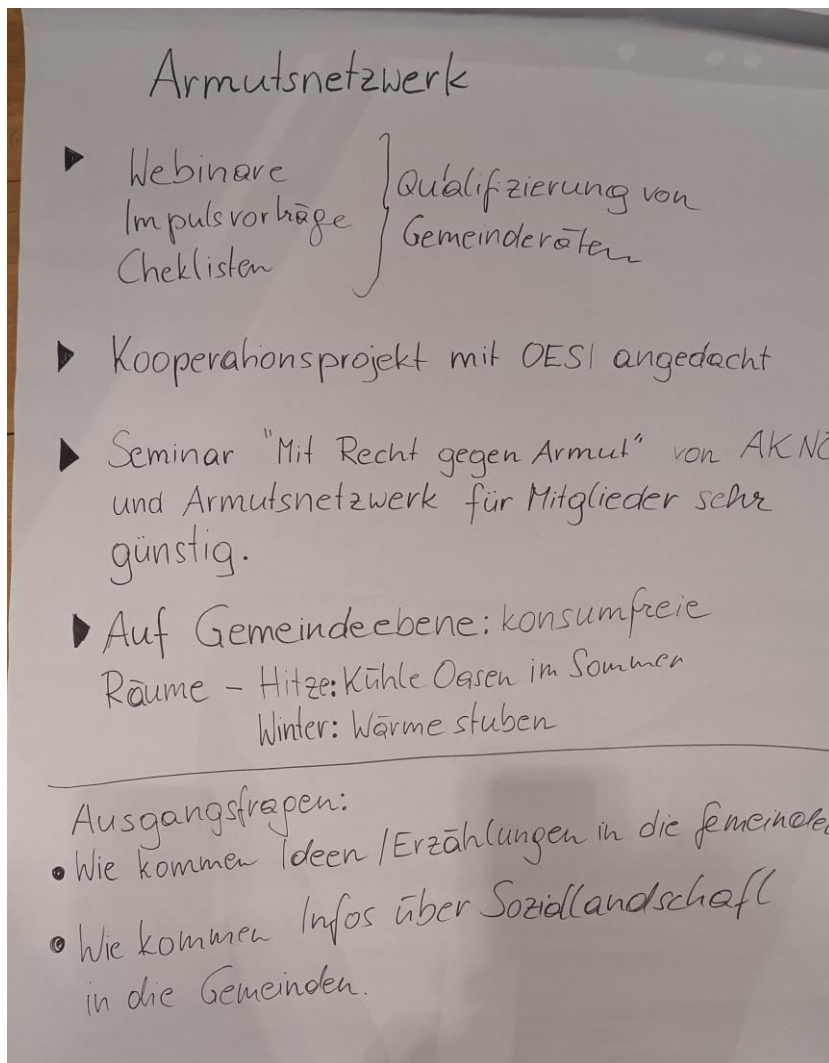 Armutsnetzwerk
▶ Webinare
Impulsvorträge
Cheklisten
} Qualifizierung von
Gemeinderäten
▶ Kooperationsprojekt mit OESI angedacht
▶ Seminar "Mit Recht gegen Armut" von AK NÖ
und Armutsnetzwerk für Mitglieder sehr
günstig.
▶ Auf Gemeindeebene: konsumfreie
Räume – Hitze: Kühle Oasen im Sommer
Winter: Wärmestuben
Ausgangsfragen:
• Wie kommen Ideen / Erzählungen in die
• Wie kommen Infos über Soziallandschaft
in die Gemeinden.